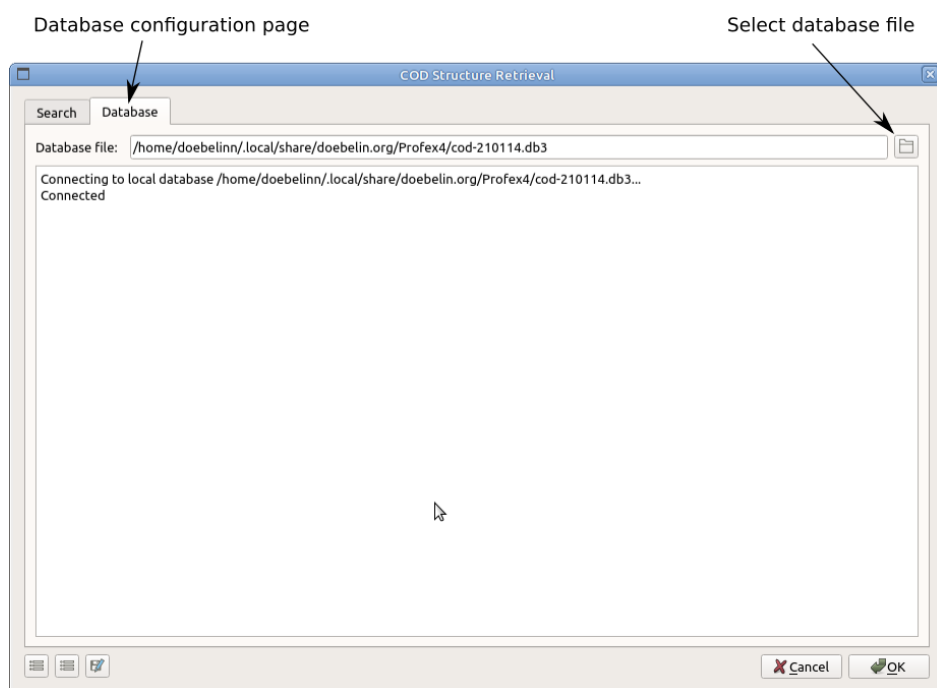 Database configuration page
Select database file
COD Structure Retrieval
Search Database
Database file: /home/doebelinn/.local/share/doebelin.org/Profex4/cod-210114.db3
Connecting to local database /home/doebelinn/.local/share/doebelin.org/Profex4/cod-210114.db3...
Connected
Cancel OK